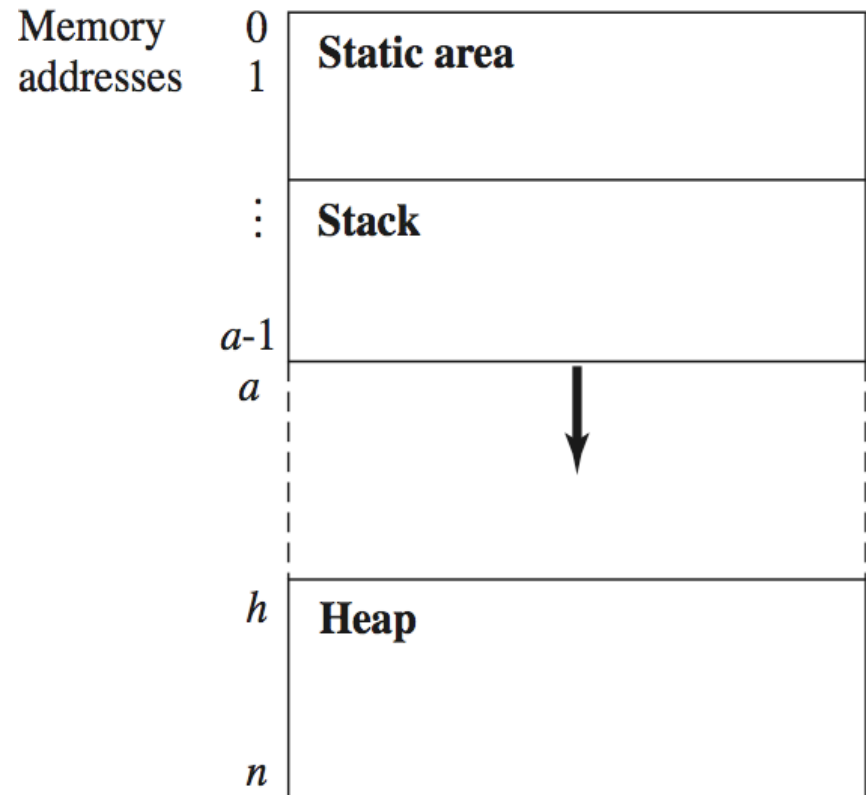 Memory 0 Static area
addresses 1
⋮ Stack
a-1
a
h Heap
n